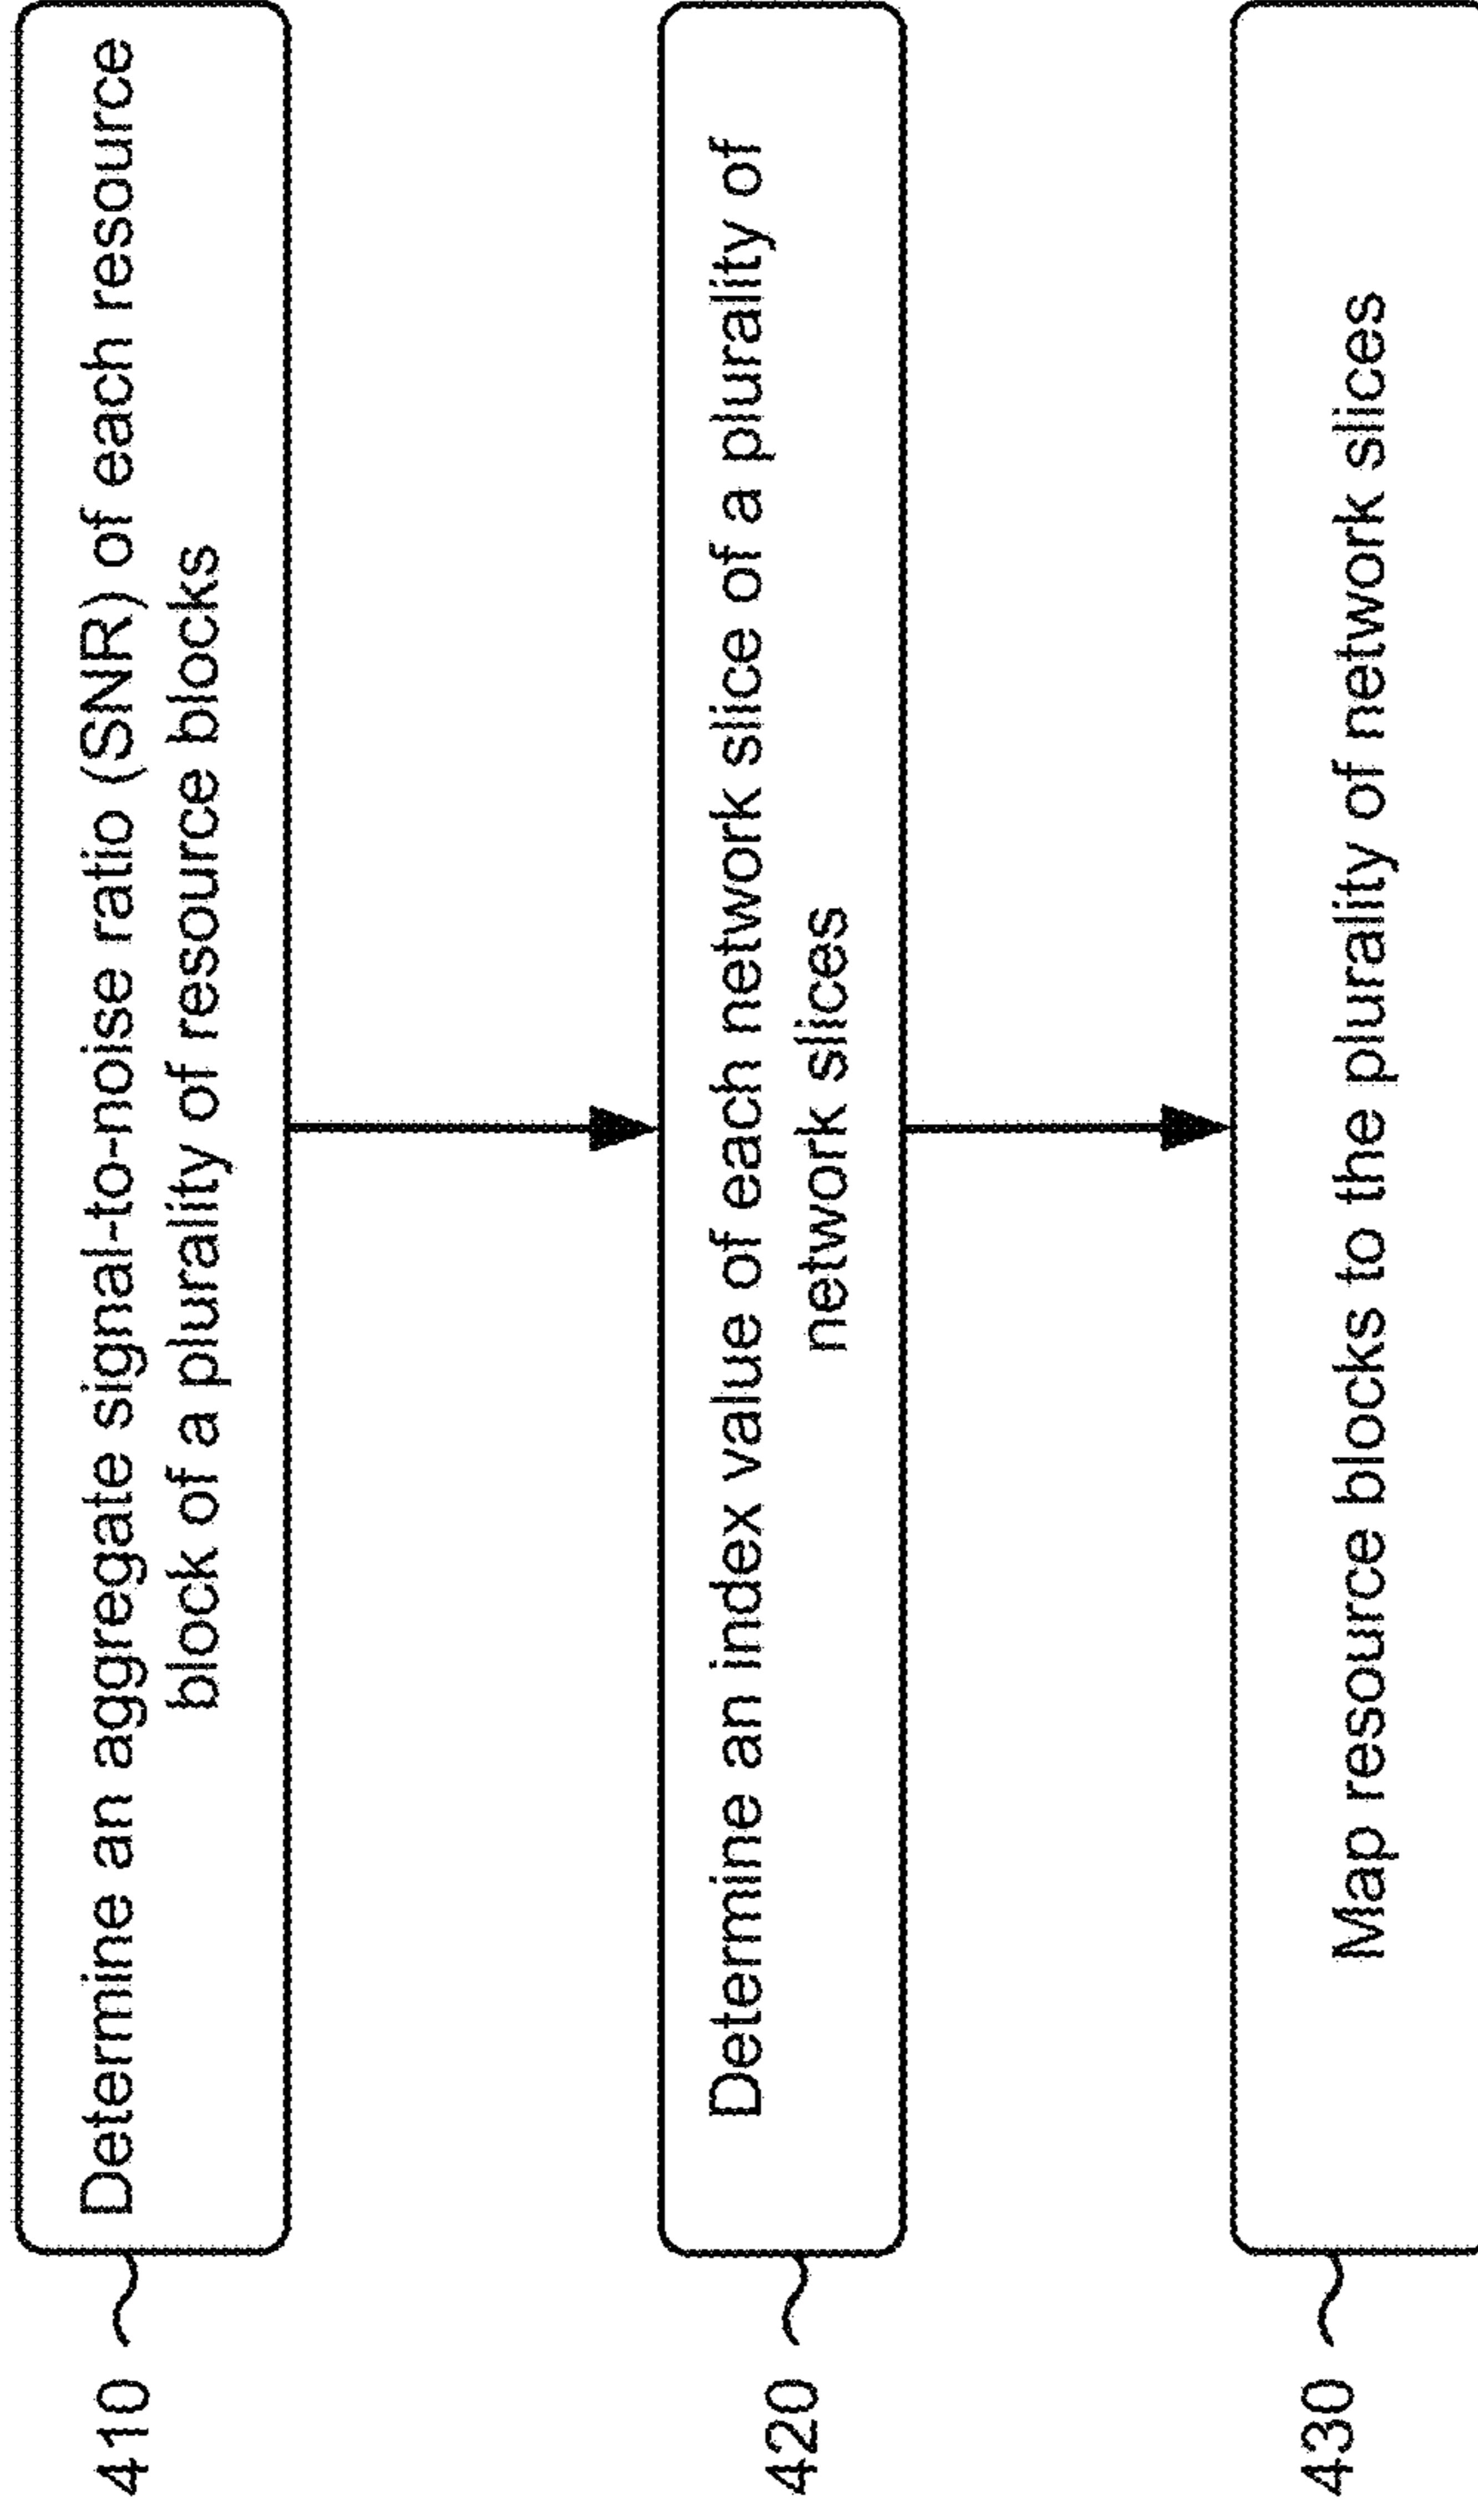 410
Determine an aggregate signal-to-noise ratio (SNR) of each resource
block of a plurality of resource blocks
420
Determine an index value of each network slice of a plurality of
network slices
430
Map resource blocks to the plurality of network slices